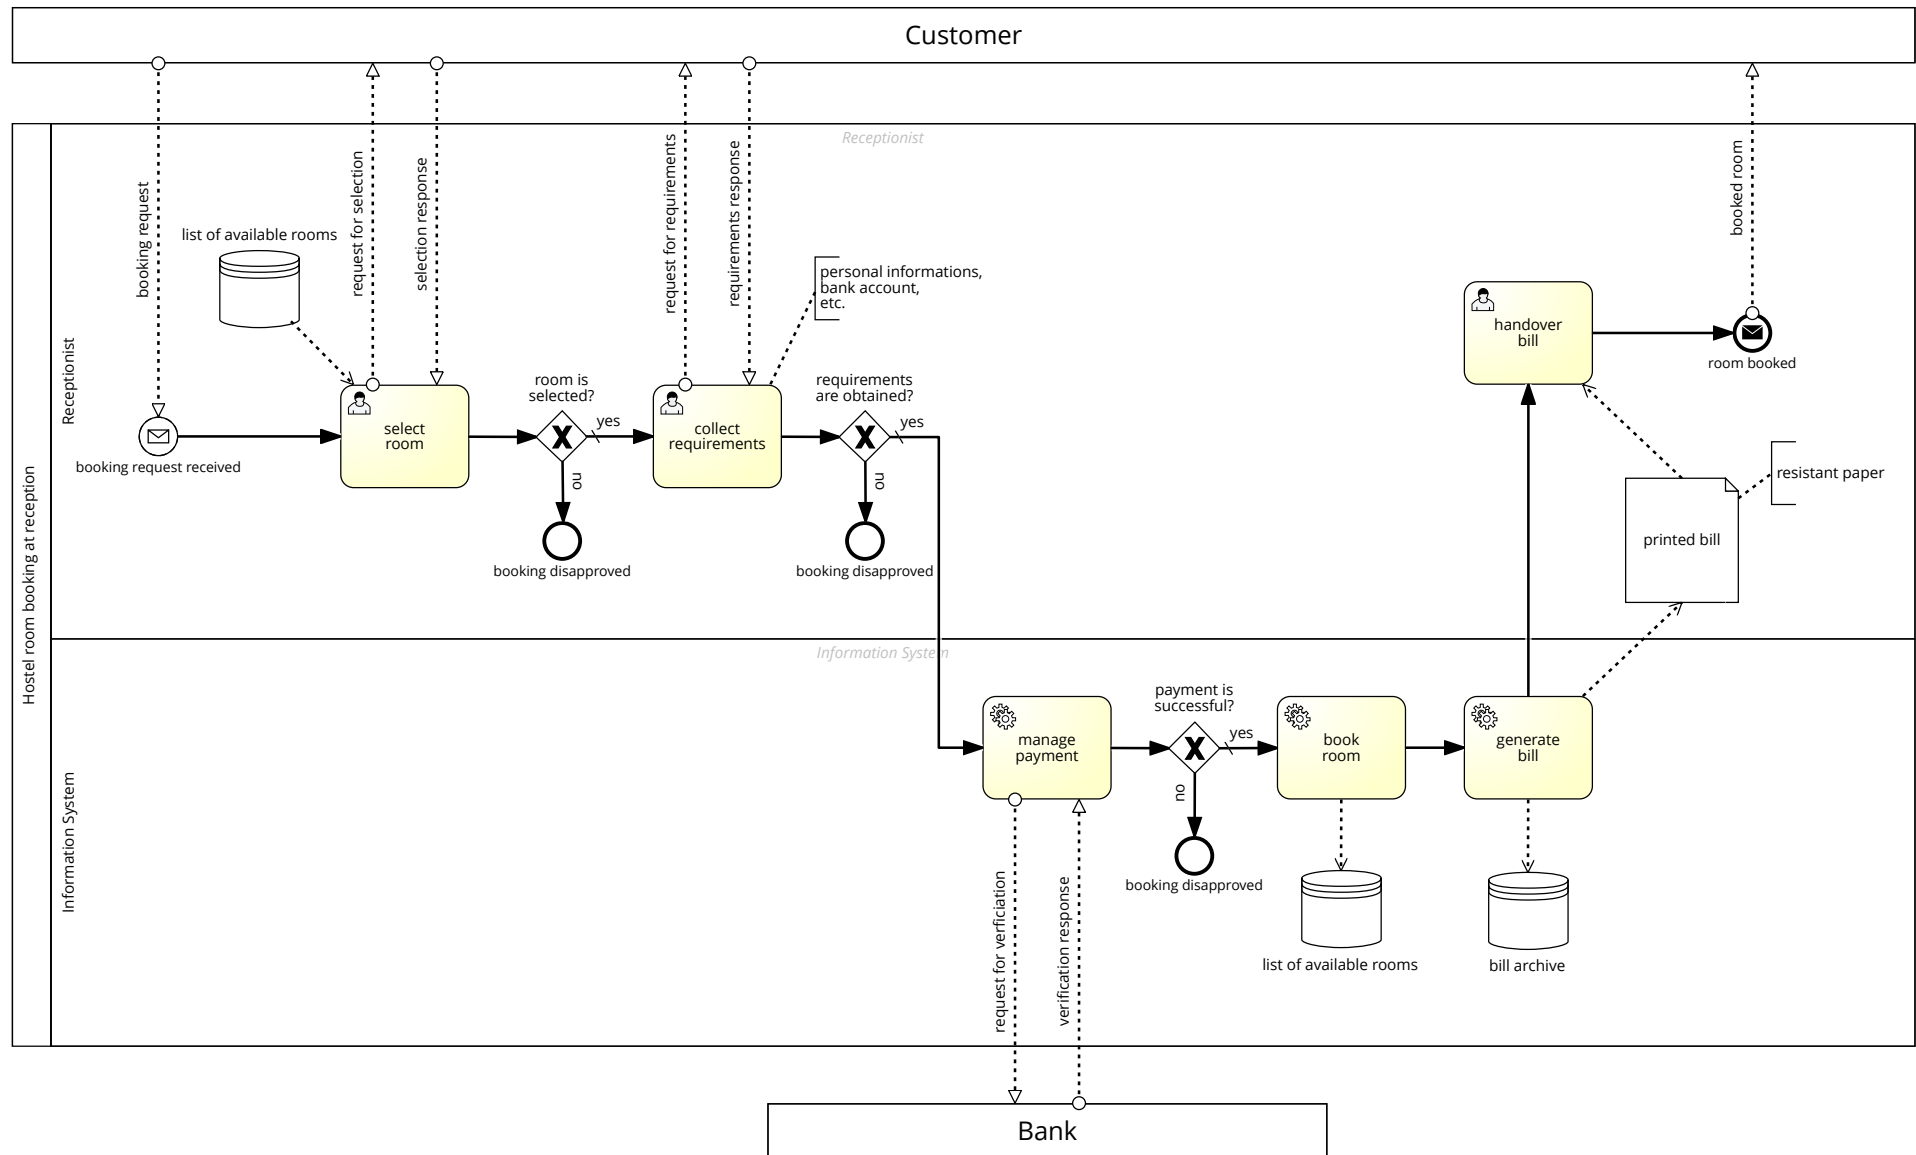 Customer
Hostel room booking at reception
Receptionist
Receptionist
booking request
request for selection
selection response
request for requirements
requirements response
booked room
list of available rooms
personal informations,
bank account,
etc.
booking request received
select
room
room is
selected?
yes
no
booking disapproved
collect
requirements
requirements
are obtained?
yes
no
booking disapproved
handover
bill
room booked
resistant paper
printed bill
Information System
Information System
manage
payment
payment is
successful?
yes
no
booking disapproved
book
room
generate
bill
list of available rooms
bill archive
request for verficiation
verification response
Bank